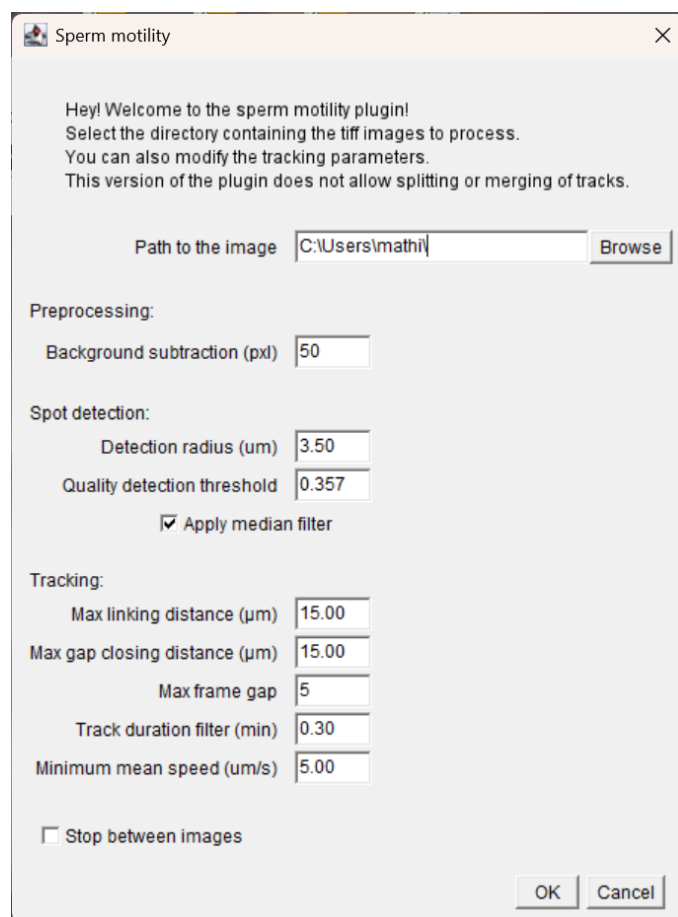 Sperm motility
Hey! Welcome to the sperm motility plugin!
Select the directory containing the tiff images to process.
You can also modify the tracking parameters.
This version of the plugin does not allow splitting or merging of tracks.
Path to the image C:\Users\mathi\ Browse
Preprocessing:
Background subtraction (pxl) 50
Spot detection:
Detection radius (um) 3.50
Quality detection threshold 0.357
Apply median filter
Tracking:
Max linking distance (µm) 15.00
Max gap closing distance (µm) 15.00
Max frame gap 5
Track duration filter (min) 0.30
Minimum mean speed (um/s) 5.00
Stop between images
OK Cancel